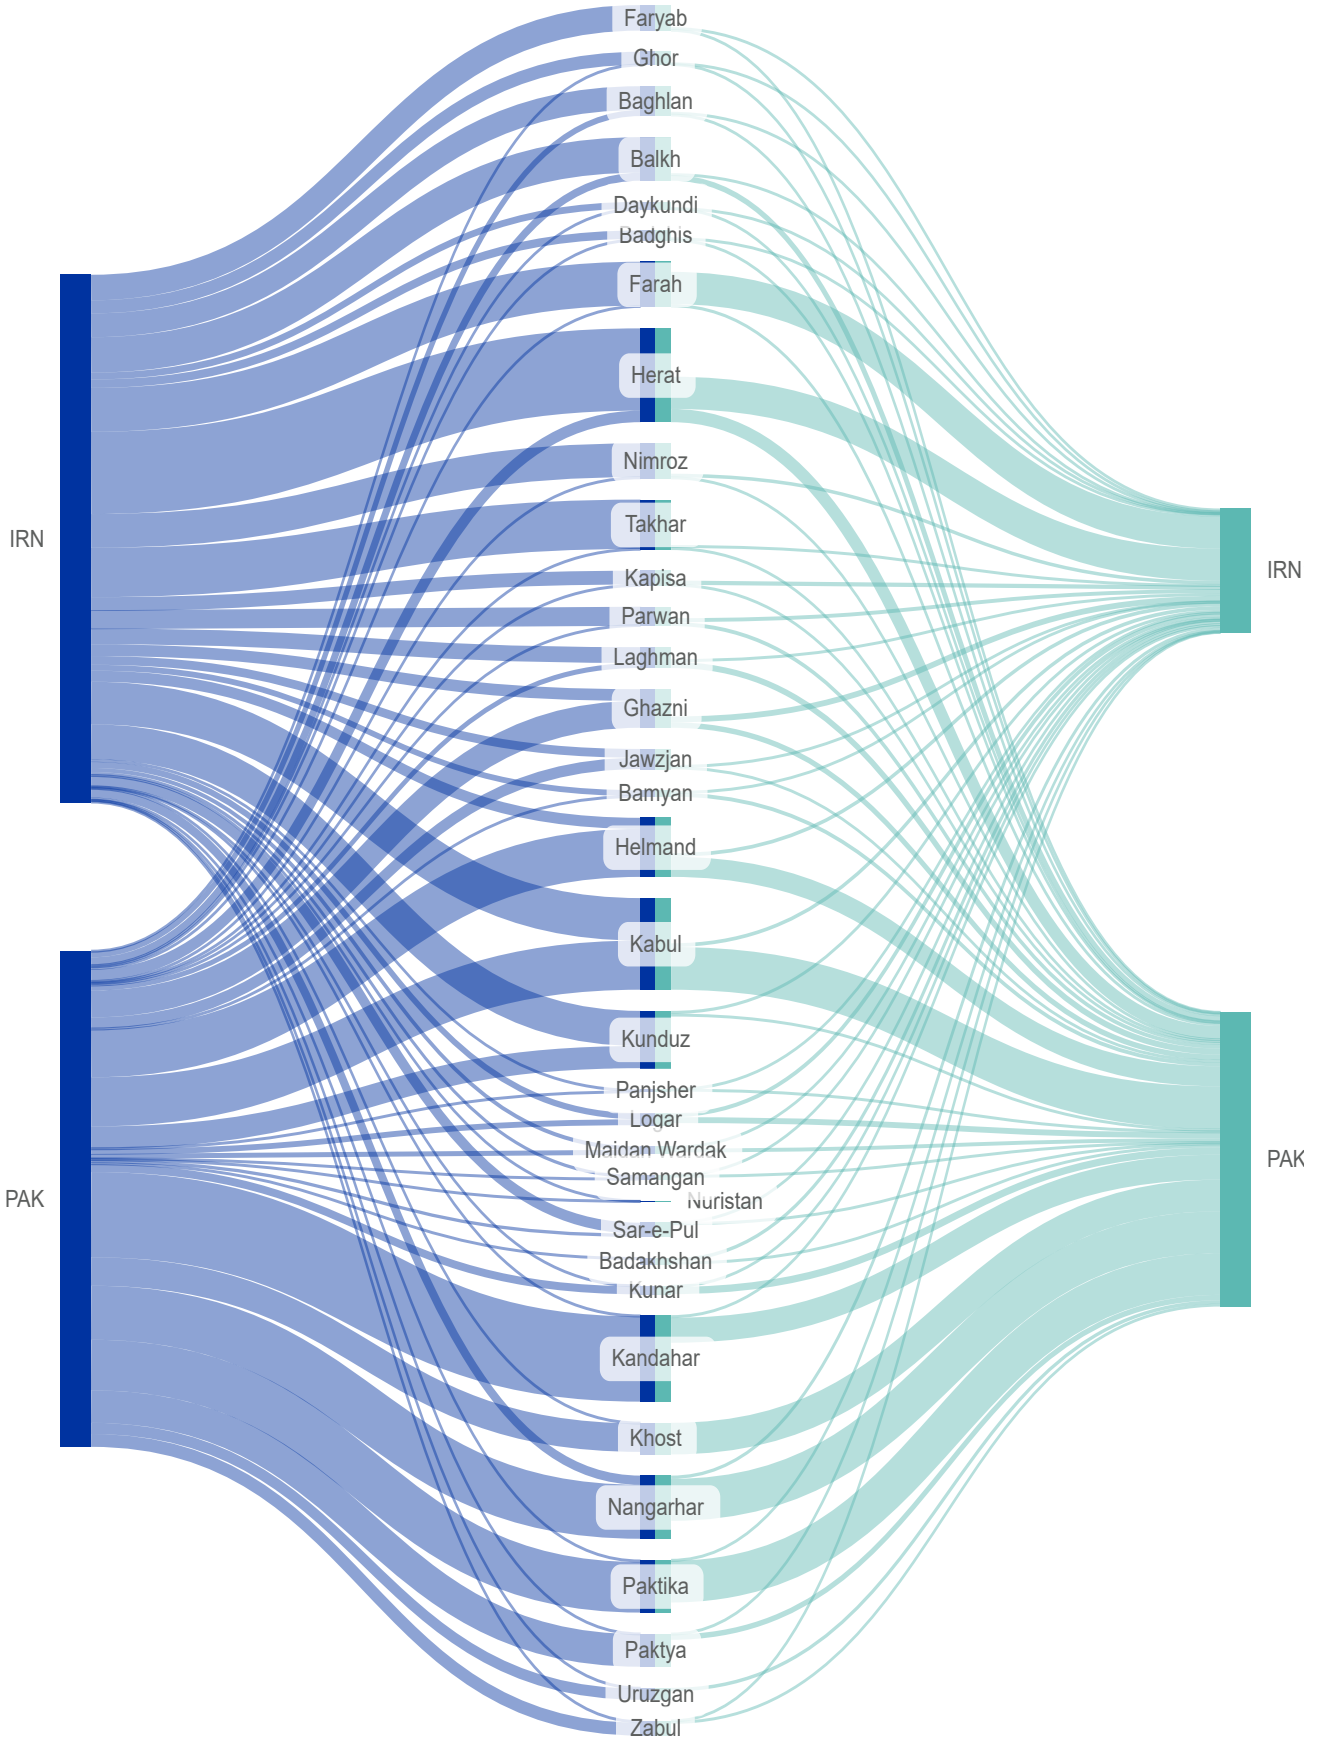 Faryab
Ghor
Baghlan
Balkh
Daykundi
Badghis
Farah
Herat
Nimroz
Takhar
IRN
IRN
Kapisa
Parwan
Laghman
Ghazni
Jawzjan
Bamyan
Helmand
Kabul
Kunduz
Panjsher
Logar
Maidan Wardak
PAK
Samangan
PAK
Nuristan
Sar-e-Pul
Badakhshan
Kunar
Kandahar
Khost
Nangarhar
Paktika
Paktya
Uruzgan
Zabul